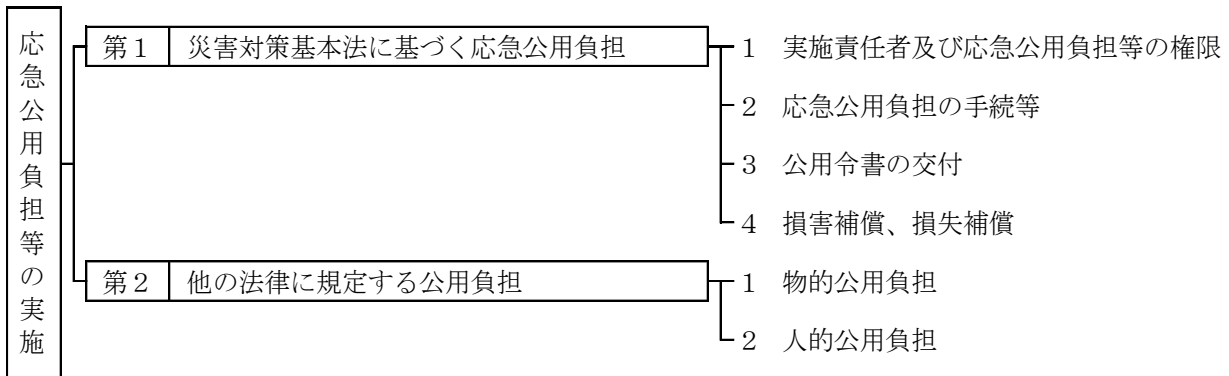 応急公用負担等の実施
第１ 災害対策基本法に基づく応急公用負担
１ 実施責任者及び応急公用負担等の権限
２ 応急公用負担の手続等
３ 公用令書の交付
４ 損害補償、損失補償
第２ 他の法律に規定する公用負担
１ 物的公用負担
２ 人的公用負担